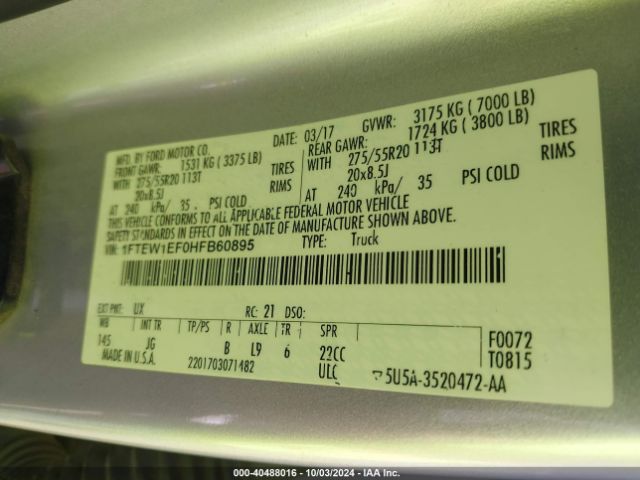 MFD. BY FORD MOTOR CO.
DATE: 03/17 GVWR: 3175 KG ( 7000 LB)
FRONT GAWR: 1531 KG ( 3375 LB)
REAR GAWR: 1724 KG ( 3800 LB)
WITH 275/55R20 113T TIRES
WITH 275/55R20 113T TIRES
20x8.5J RIMS
20x8.5J RIMS
AT 240 kPa/ 35 PSI COLD
AT 240 kPa/ 35 PSI COLD
THIS VEHICLE CONFORMS TO ALL APPLICABLE FEDERAL MOTOR VEHICLE
SAFETY STANDARDS IN EFFECT ON THE DATE OF MANUFACTURE SHOWN ABOVE.
VIN: 1FTEW1EF0HFB60895
TYPE: Truck
EXT PNT: UX RC: 21 DSO:
WB INT TR TP/PS R AXLE TR SPR
145 JG B L9 6 22CC
F0072
T0815
MADE IN U.S.A. 2201703071482 ULC
5U5A-3520472-AA
000-40488016 - 10/03/2024 - IAA Inc.